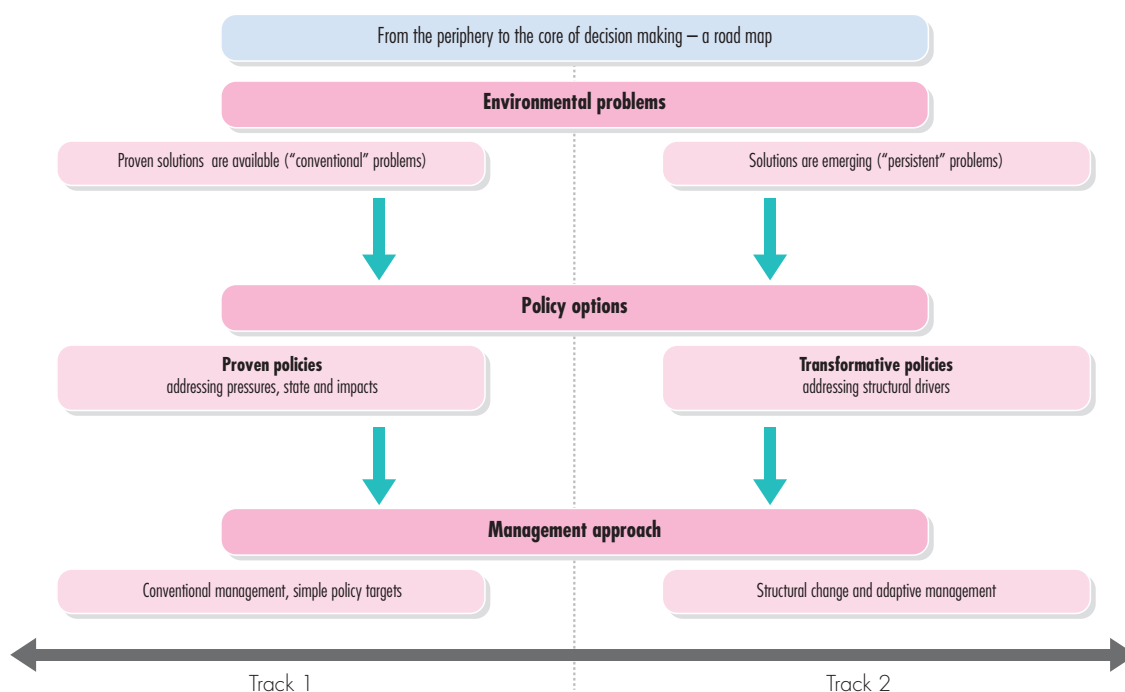 From the periphery to the core of decision making – a road map
Environmental problems
Proven solutions are available (“conventional” problems)
Solutions are emerging (“persistent” problems)
Policy options
Proven policies
addressing pressures, state and impacts
Transformative policies
addressing structural drivers
Management approach
Conventional management, simple policy targets
Structural change and adaptive management
Track 1
Track 2